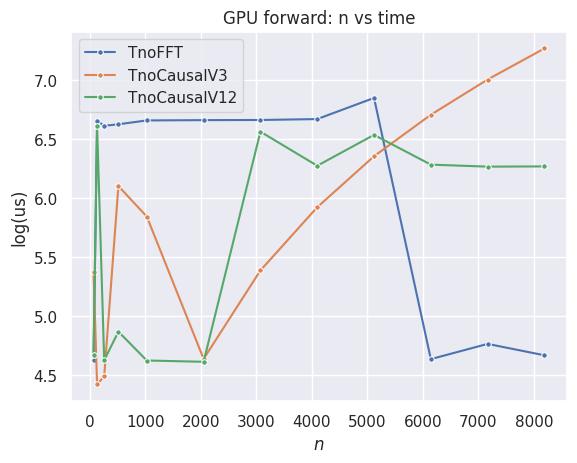 GPU forward: n vs time
TnoFFT
TnoCausalV3
TnoCausalV12
log(us)
7.0
6.5
6.0
5.5
5.0
4.5
0 1000 2000 3000 4000 5000 6000 7000 8000
n